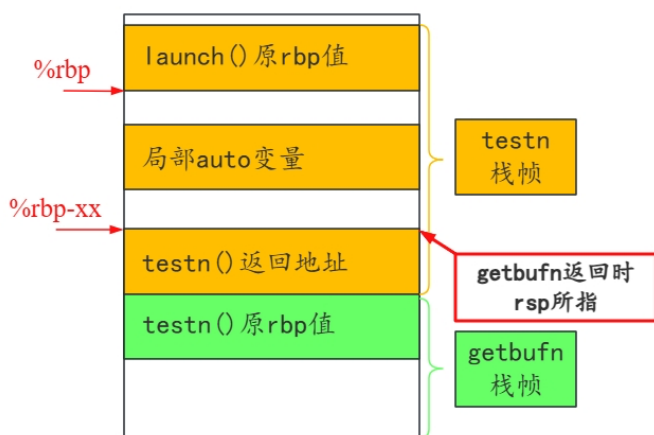 launch()原rbp值
%rbp
局部auto变量
testn
栈帧
%rbp-xx
testn()返回地址
getbufn返回时
rsp所指
testn()原rbp值
getbufn
栈帧